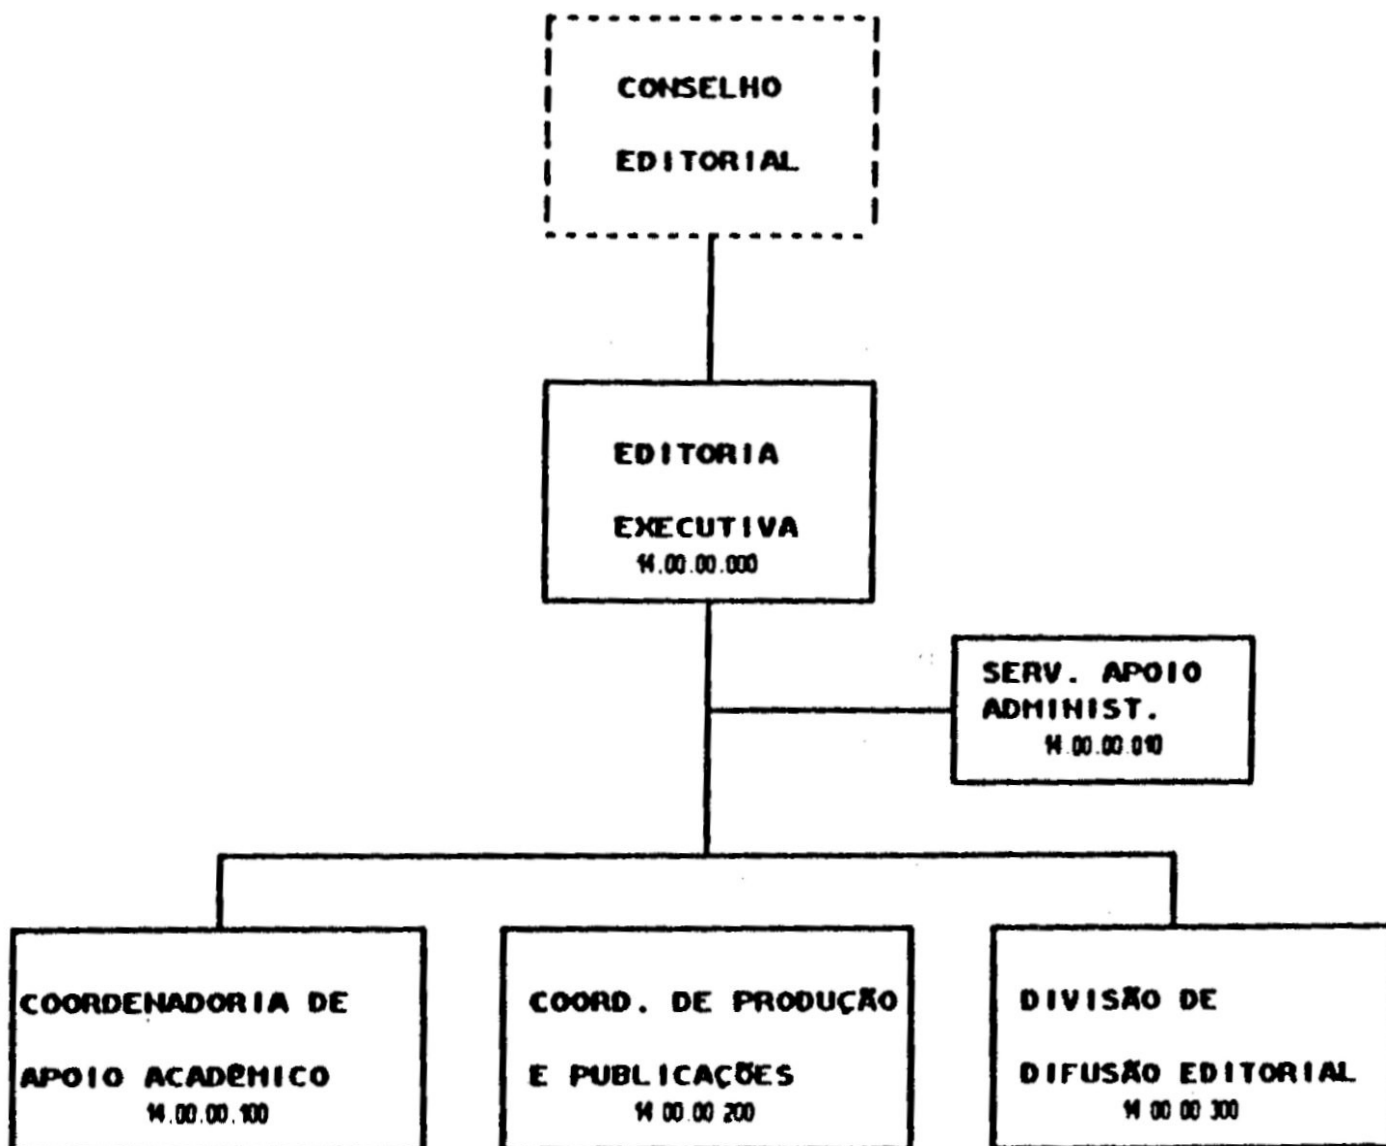 CONSELHO
EDITORIAL
EDITORIA
EXECUTIVA
14.00.00.000
SERV. APOIO
ADMINIST.
14.00.00.010
COORDENADORIA DE
APOIO ACADÊMICO
14.00.00.100
COORD. DE PRODUÇÃO
E PUBLICAÇÕES
14 00.00 200
DIVISÃO DE
DIFUSÃO EDITORIAL
14 00 00 300